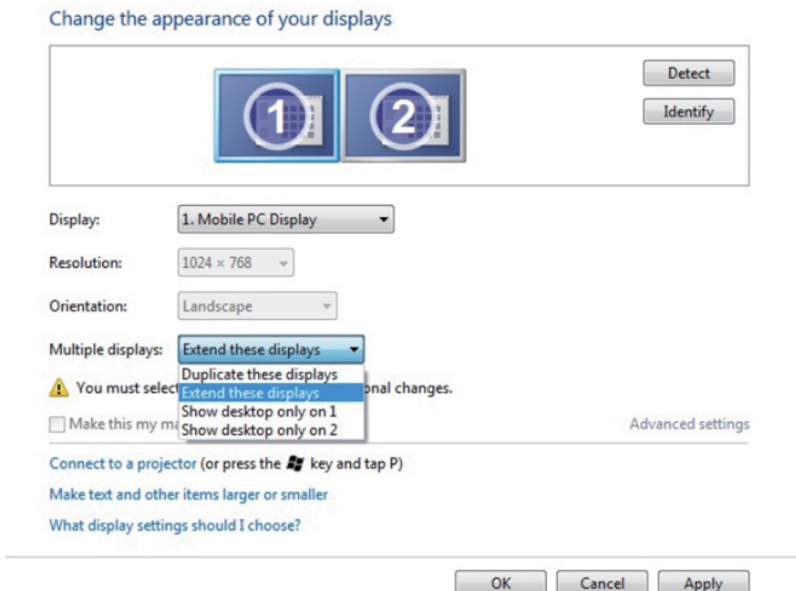 Change the appearance of your displays
1 2
Detect
Identify
Display: 1. Mobile PC Display
Resolution: 1024 × 768
Orientation: Landscape
Multiple displays: Extend these displays
Duplicate these displays
You must selec onal changes.
Extend these displays
Show desktop only on 1
Make this my ma Advanced settings
Show desktop only on 2
Connect to a projector (or press the key and tap P)
Make text and other items larger or smaller
What display settings should I choose?
OK Cancel Apply